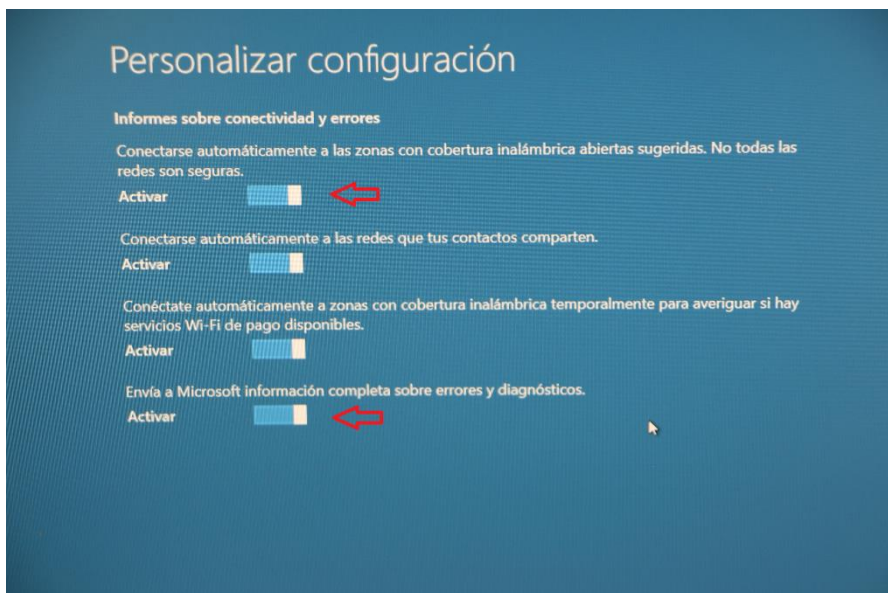 Personalizar configuración
Informes sobre conectividad y errores
Conectarse automáticamente a las zonas con cobertura inalámbrica abiertas sugeridas. No todas las
redes son seguras.
Activar
Conectarse automáticamente a las redes que tus contactos comparten.
Activar
Conéctate automáticamente a zonas con cobertura inalámbrica temporalmente para averiguar si hay
servicios Wi-Fi de pago disponibles.
Activar
Envía a Microsoft información completa sobre errores y diagnósticos.
Activar